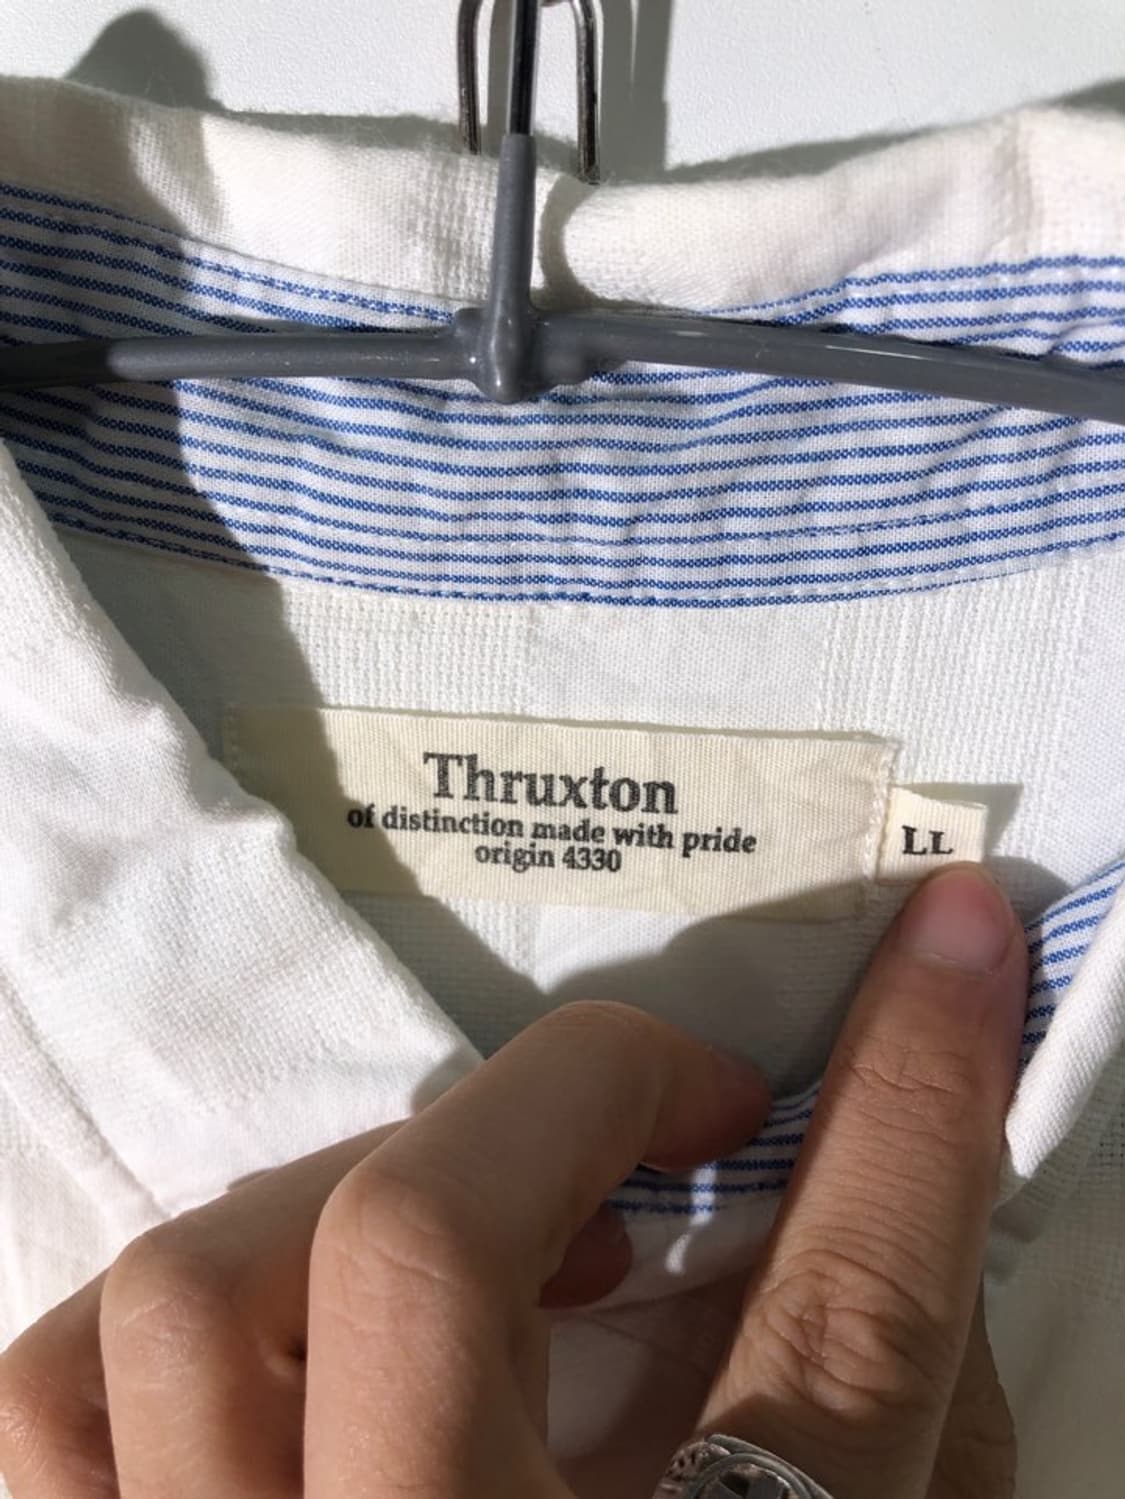 Thruxton
of distinction made with pride
origin 4330
LL